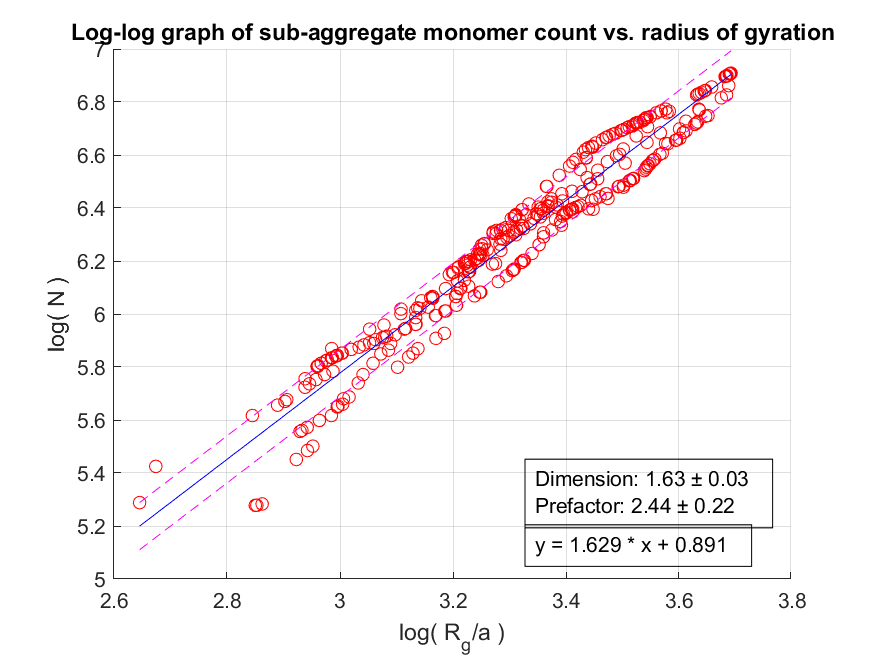 Log-log graph of sub-aggregate monomer count vs. radius of gyration
7
6.8
6.6
6.4
6.2
6
5.8
5.6
5.4
5.2
5
log( N )
Dimension: 1.63 ± 0.03
Prefactor: 2.44 ± 0.22
y = 1.629 * x + 0.891
2.6 2.8 3 3.2 3.4 3.6 3.8
log( R_g/a )